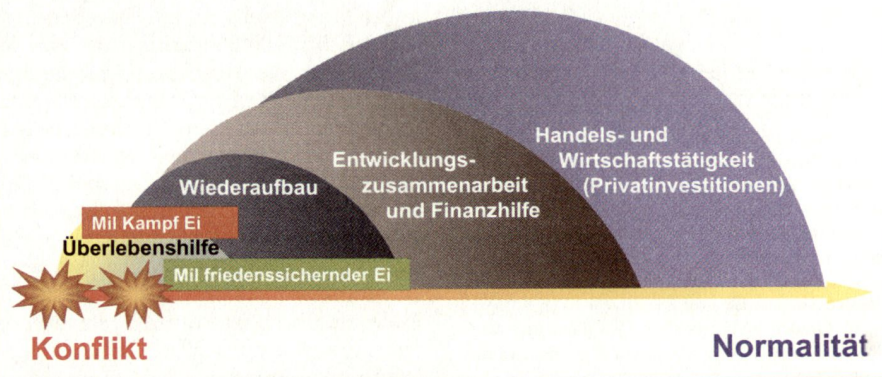 Handels- und
Wirtschaftstätigkeit
(Privatinvestitionen)
Entwicklungs-
zusammenarbeit
und Finanzhilfe
Wiederaufbau
Mil Kampf Ei
Überlebenshilfe
Mil friedenssichernder Ei
Konflikt
Normalität